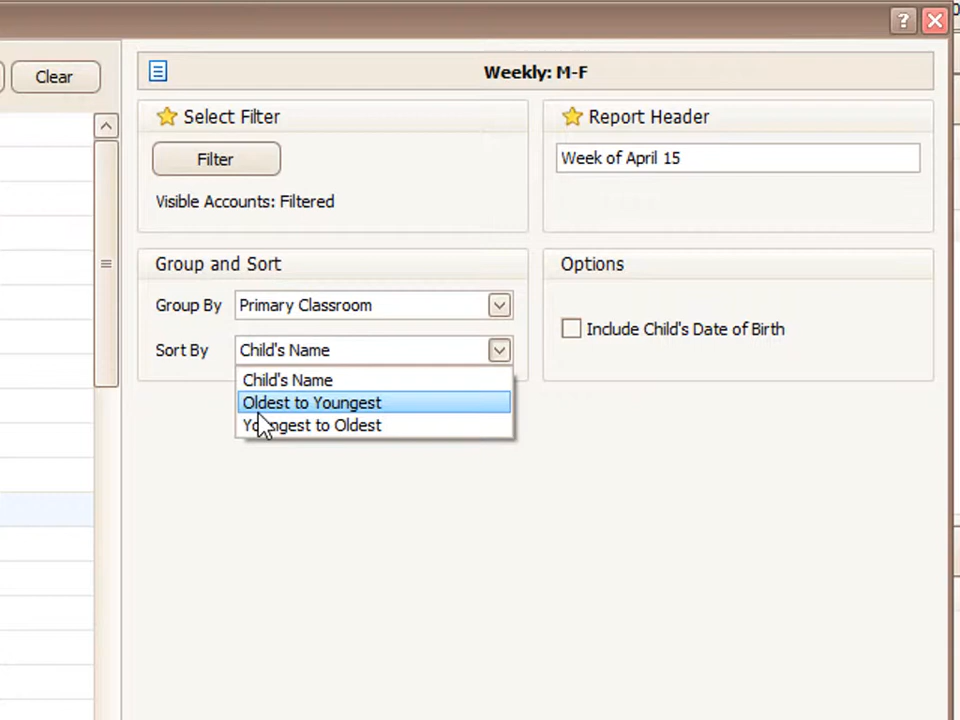 ?
Clear
Weekly: M-F
Select Filter
Report Header
Filter
Week of April 15
Visible Accounts: Filtered
Group and Sort
Options
Group By Primary Classroom
Include Child's Date of Birth
Sort By Child's Name
Child's Name
Oldest to Youngest
Youngest to Oldest